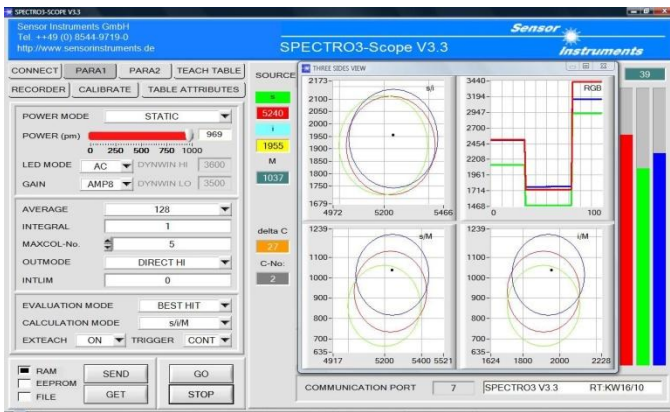 SPECTRO3-SCOPE V3.3
Sensor Instruments GmbH
Tel. ++49 (0) 8544-9719-0
http://www.sensorinstruments.de
SPECTRO3-Scope V3.3
Sensor
Instruments
CONNECT PARA1 PARA2 TEACH TABLE
RECORDER CALIBRATE TABLE ATTRIBUTES
POWER MODE STATIC
POWER (pm) 969
0 250 500 750 1000
LED MODE AC DYNWIN HI 3600
GAIN AMP8 DYNWIN LO 3500
AVERAGE 128
INTEGRAL 1
MAXCOL-No. 5
OUTMODE DIRECT HI
INTLIM 0
EVALUATION MODE BEST HIT
CALCULATION MODE s/i/M
EXTEACH ON TRIGGER CONT
RAM
EEPROM
FILE
SEND GO
GET STOP
SOURCE
s
5240
i
1955
M
1037
delta C
27
C-No:
2
THREE SIDES VIEW
39
s/i
2173-
2100-
2050-
2000-
1950-
1900-
1850-
1800-
1750-
1679-
4972 5200 5466
RGB
3440-
3194-
2947-
2700-
2454-
2208-
1961-
1714-
1468-
0 100
s/M
1239-
1100-
1000-
900-
800-
700-
635-
4917 5200 5400 5521
i/M
1239-
1100-
1000-
900-
800-
700-
635-
1624 1800 2000 2228
COMMUNICATION PORT 7 SPECTRO3 V3.3 RT:KW16/10